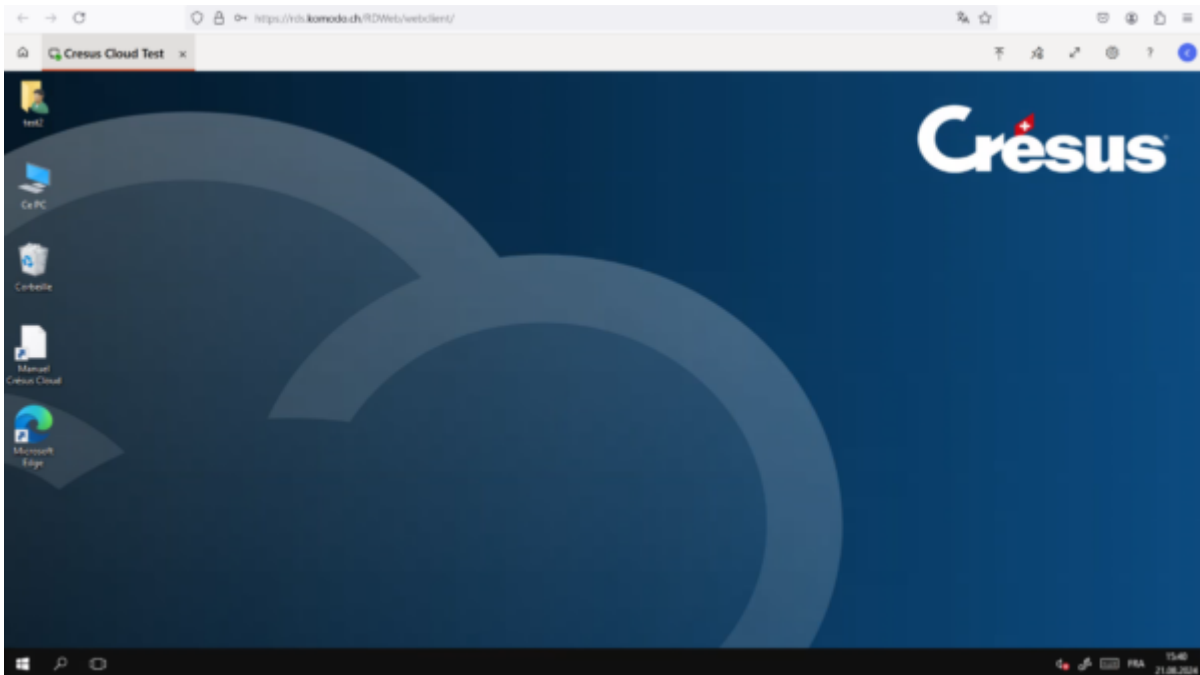 https://rds.komodo.ch/RDWeb/webclient/
Cresus Cloud Test
test2
Crésus
Ce PC
Corbeille
Manuel
Crésus Cloud
Microsoft
Edge
FRA
15:40
21.08.2024